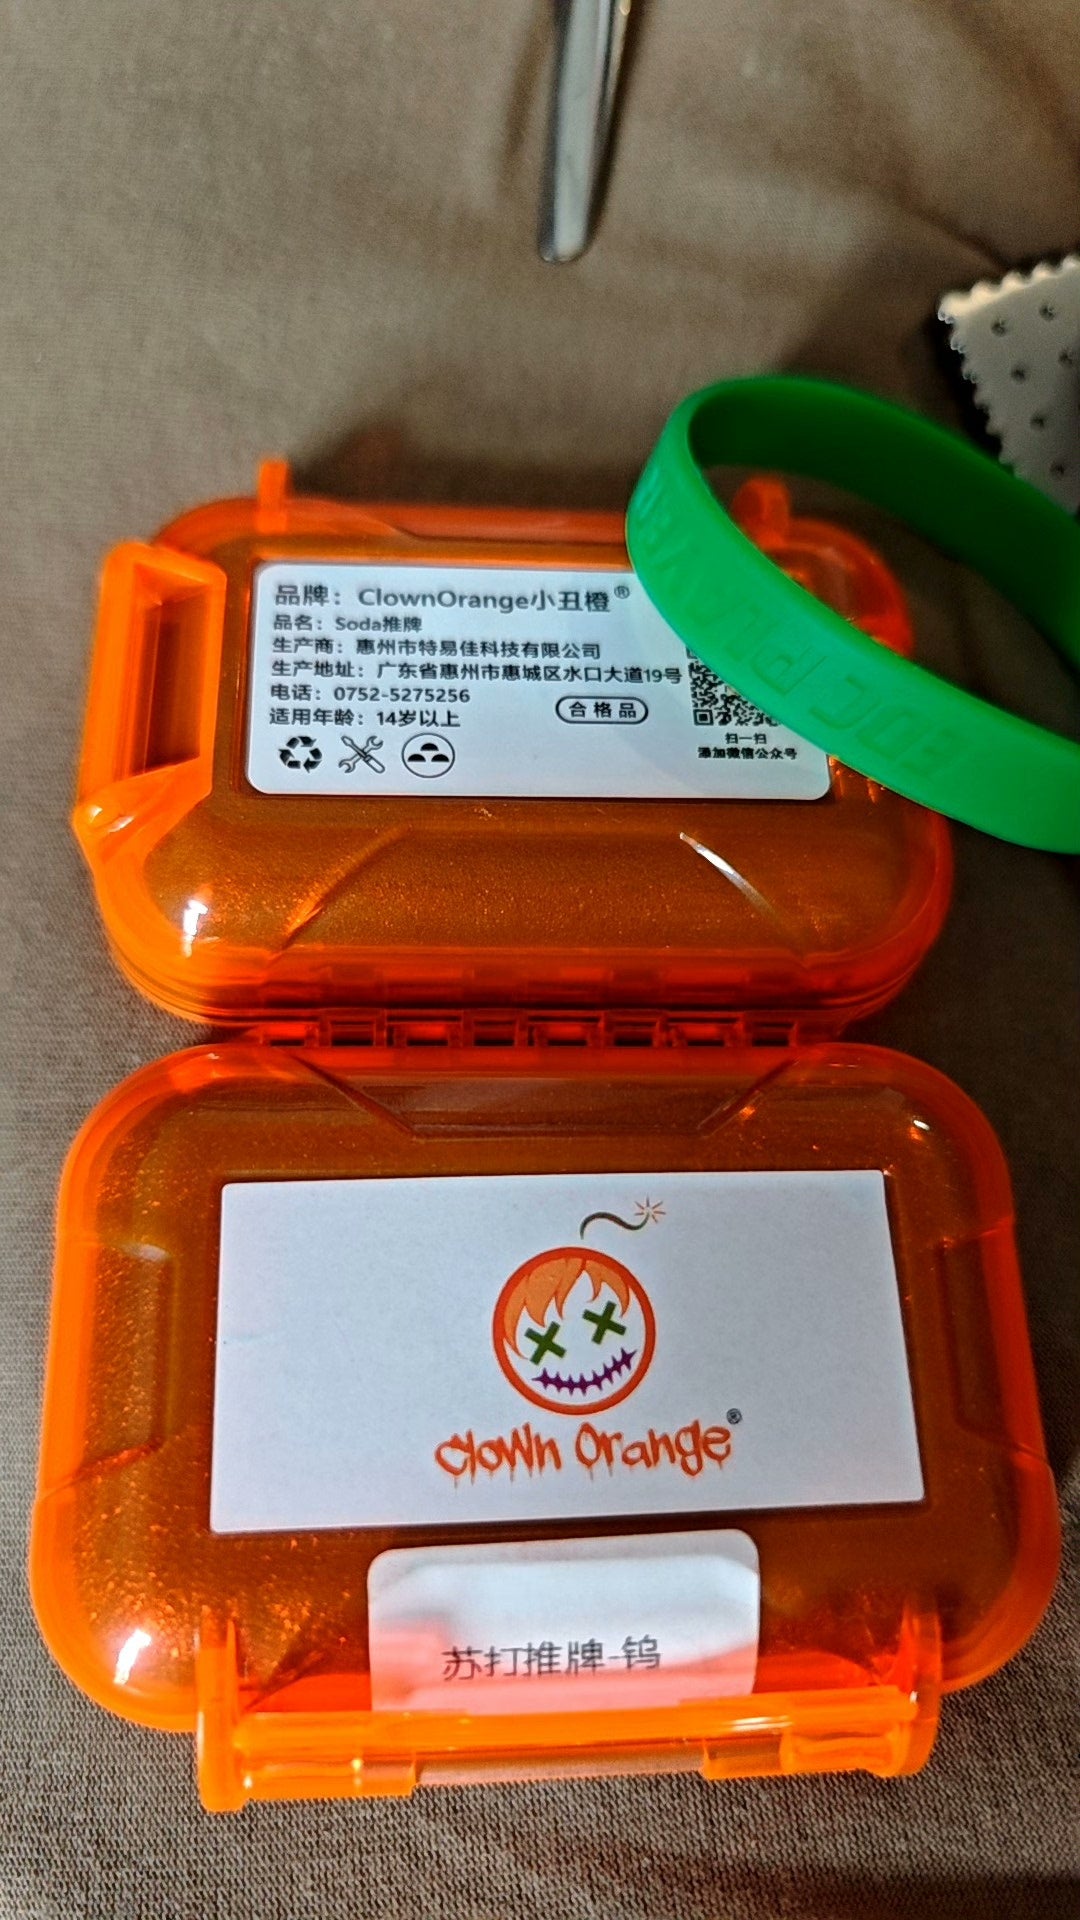 品牌：ClownOrange小丑橙®
品名：Soda推牌
生产商：惠州市特易佳科技有限公司
生产地址：广东省惠州市惠城区水口大道19号
电话：0752-5275256
适用年龄：14岁以上
合格品
扫一扫
添加微信公众号
EDC
Clown Orange®
苏打推牌-钨